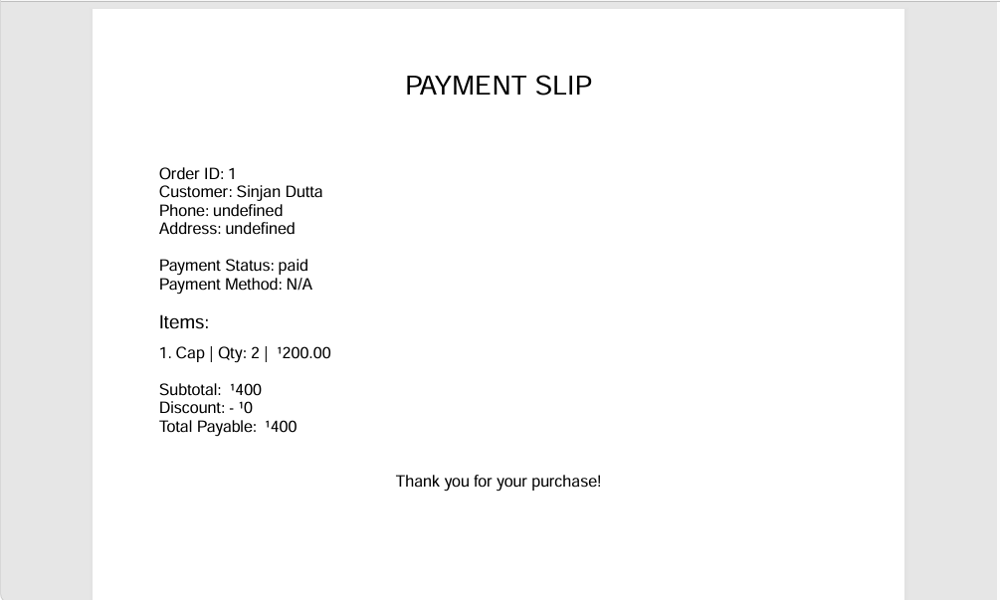 PAYMENT SLIP
Order ID: 1
Customer: Sinjan Dutta
Phone: undefined
Address: undefined
Payment Status: paid
Payment Method: N/A
Items:
1. Cap | Qty: 2 | ¹200.00
Subtotal: ¹400
Discount: - ¹0
Total Payable: ¹400
Thank you for your purchase!